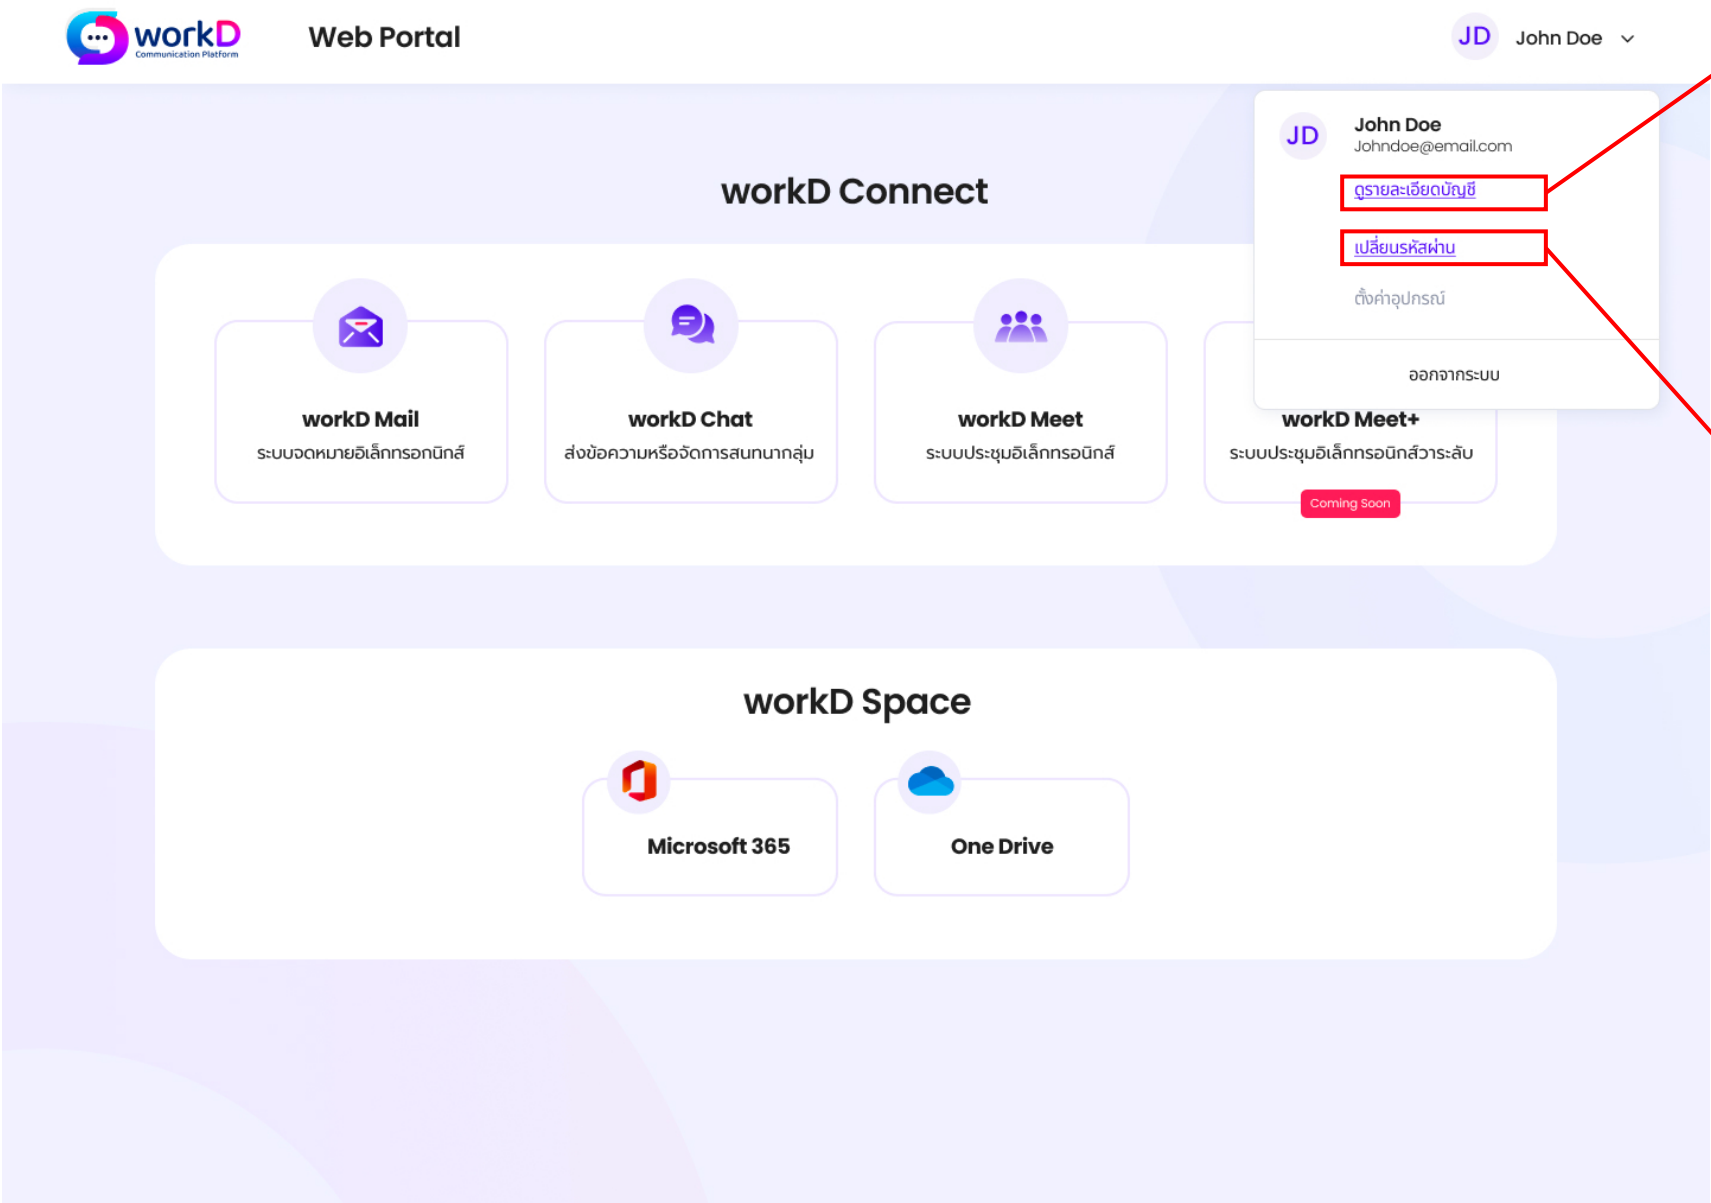 workD
Communication Platform
Web Portal
JD
John Doe
JD
John Doe
Johndoe@email.com
ดูรายละเอียดบัญชี
เปลี่ยนรหัสผ่าน
ตั้งค่าอุปกรณ์
ออกจากระบบ
workD Connect
workD Mail
ระบบจดหมายอิเล็กทรอกนิกส์
workD Chat
ส่งข้อความหรือจัดการสนทนากลุ่ม
workD Meet
ระบบประชุมอิเล็กทรอนิกส์
workD Meet+
ระบบประชุมอิเล็กทรอนิกส์วาระลับ
Coming Soon
workD Space
Microsoft 365
One Drive